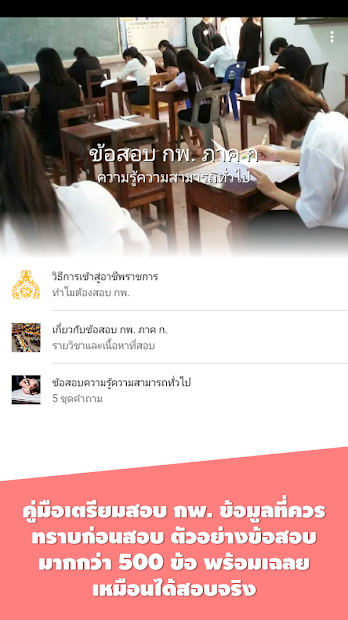 ข้อสอบ กพ. ภาค ก
ความรู้ความสามารถทั่วไป
วิธีการเข้าสู่อาชีพราชการ
ทำไมต้องสอบ กพ.
เกี่ยวกับข้อสอบ กพ. ภาค ก.
รายวิชาและเนื้อหาที่สอบ
ข้อสอบความรู้ความสามารถทั่วไป
5 ชุดคำถาม
คู่มือเตรียมสอบ กพ. ข้อมูลที่ควร
ทราบก่อนสอบ ตัวอย่างข้อสอบ
มากกว่า 500 ข้อ พร้อมเฉลย
เหมือนได้สอบจริง